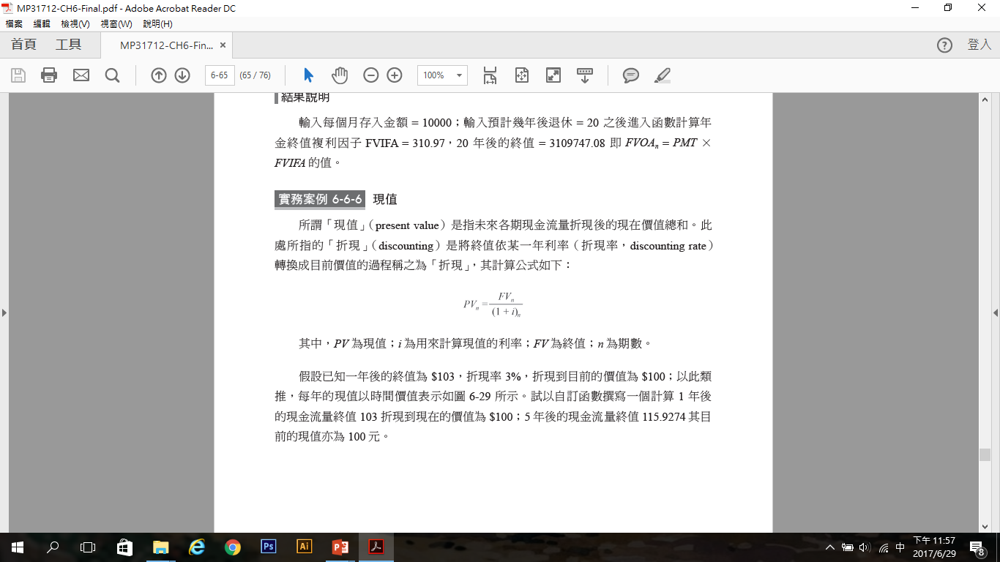 MP31712-CH6-Final.pdf - Adobe Acrobat Reader DC
檔案 編輯 檢視(V) 視窗(W) 說明(H)
首頁 工具 MP31712-CH6-Fin... × ? 登入
6-65 (65 / 76) 100%
結果說明
輸入每個月存入金額 = 10000；輸入預計幾年後退休 = 20 之後進入函數計算年
金終值複利因子 FVIFA = 310.97，20 年後的終值 = 3109747.08 即 FVOAn = PMT ×
FVIFA 的值。
實務案例 6-6-6 現值
所謂「現值」（present value）是指未來各期現金流量折現後的現在價值總和。此
處所指的「折現」（discounting）是將終值依某一年利率（折現率，discounting rate）
轉換成目前價值的過程稱之為「折現」，其計算公式如下：
PVn = FVn / (1 + i)n
其中，PV 為現值；i 為用來計算現值的利率；FV 為終值；n 為期數。
假設已知一年後的終值為 $103，折現率 3%，折現到目前的價值為 $100；以此類
推，每年的現值以時間價值表示如圖 6-29 所示。試以自訂函數撰寫一個計算 1 年後
的現金流量終值 103 折現到現在的價值為 $100；5 年後的現金流量終值 115.9274 其目
前的現值亦為 100 元。
Ps Ai 中 下午 11:57
2017/6/29 8